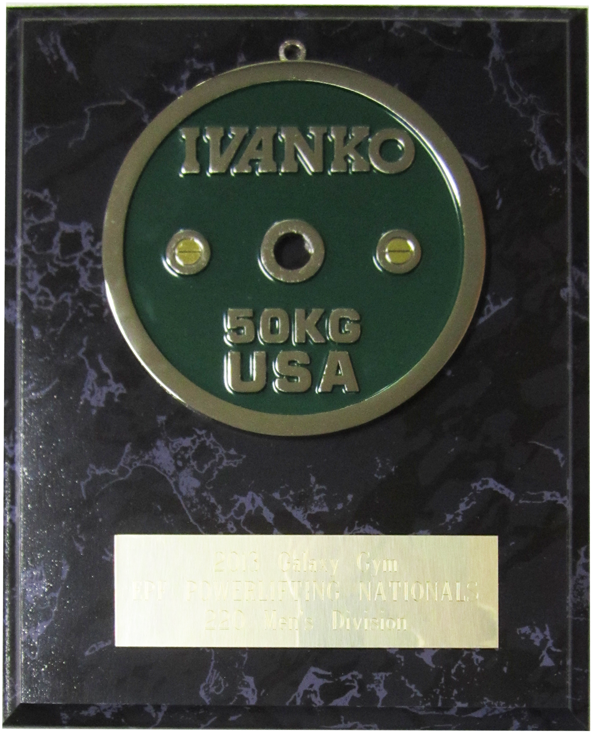 IVANKO
50KG
USA
Galaxy Gym
POWERLIFTING NATIONALS
Men's Division